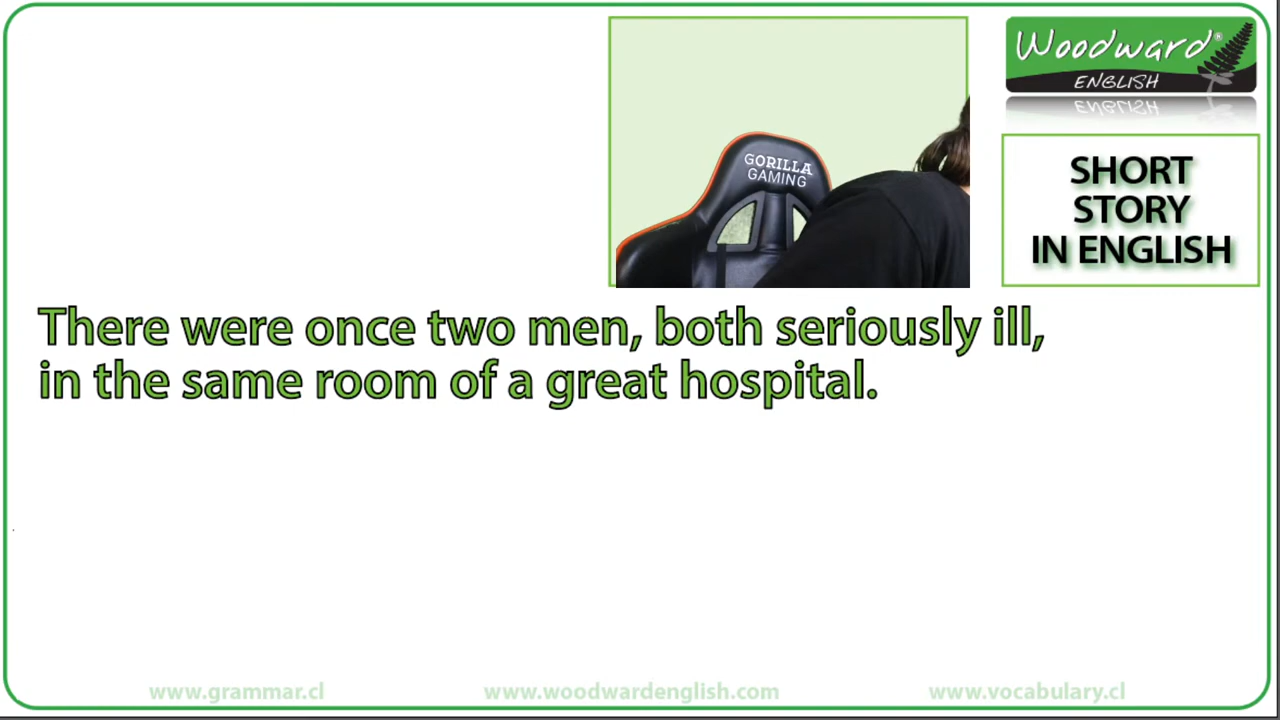 Woodward®
ENGLISH
GORILLA
GAMING
SHORT
STORY
IN ENGLISH
There were once two men, both seriously ill,
in the same room of a great hospital.
www.grammar.cl
www.woodwardenglish.com
www.vocabulary.cl